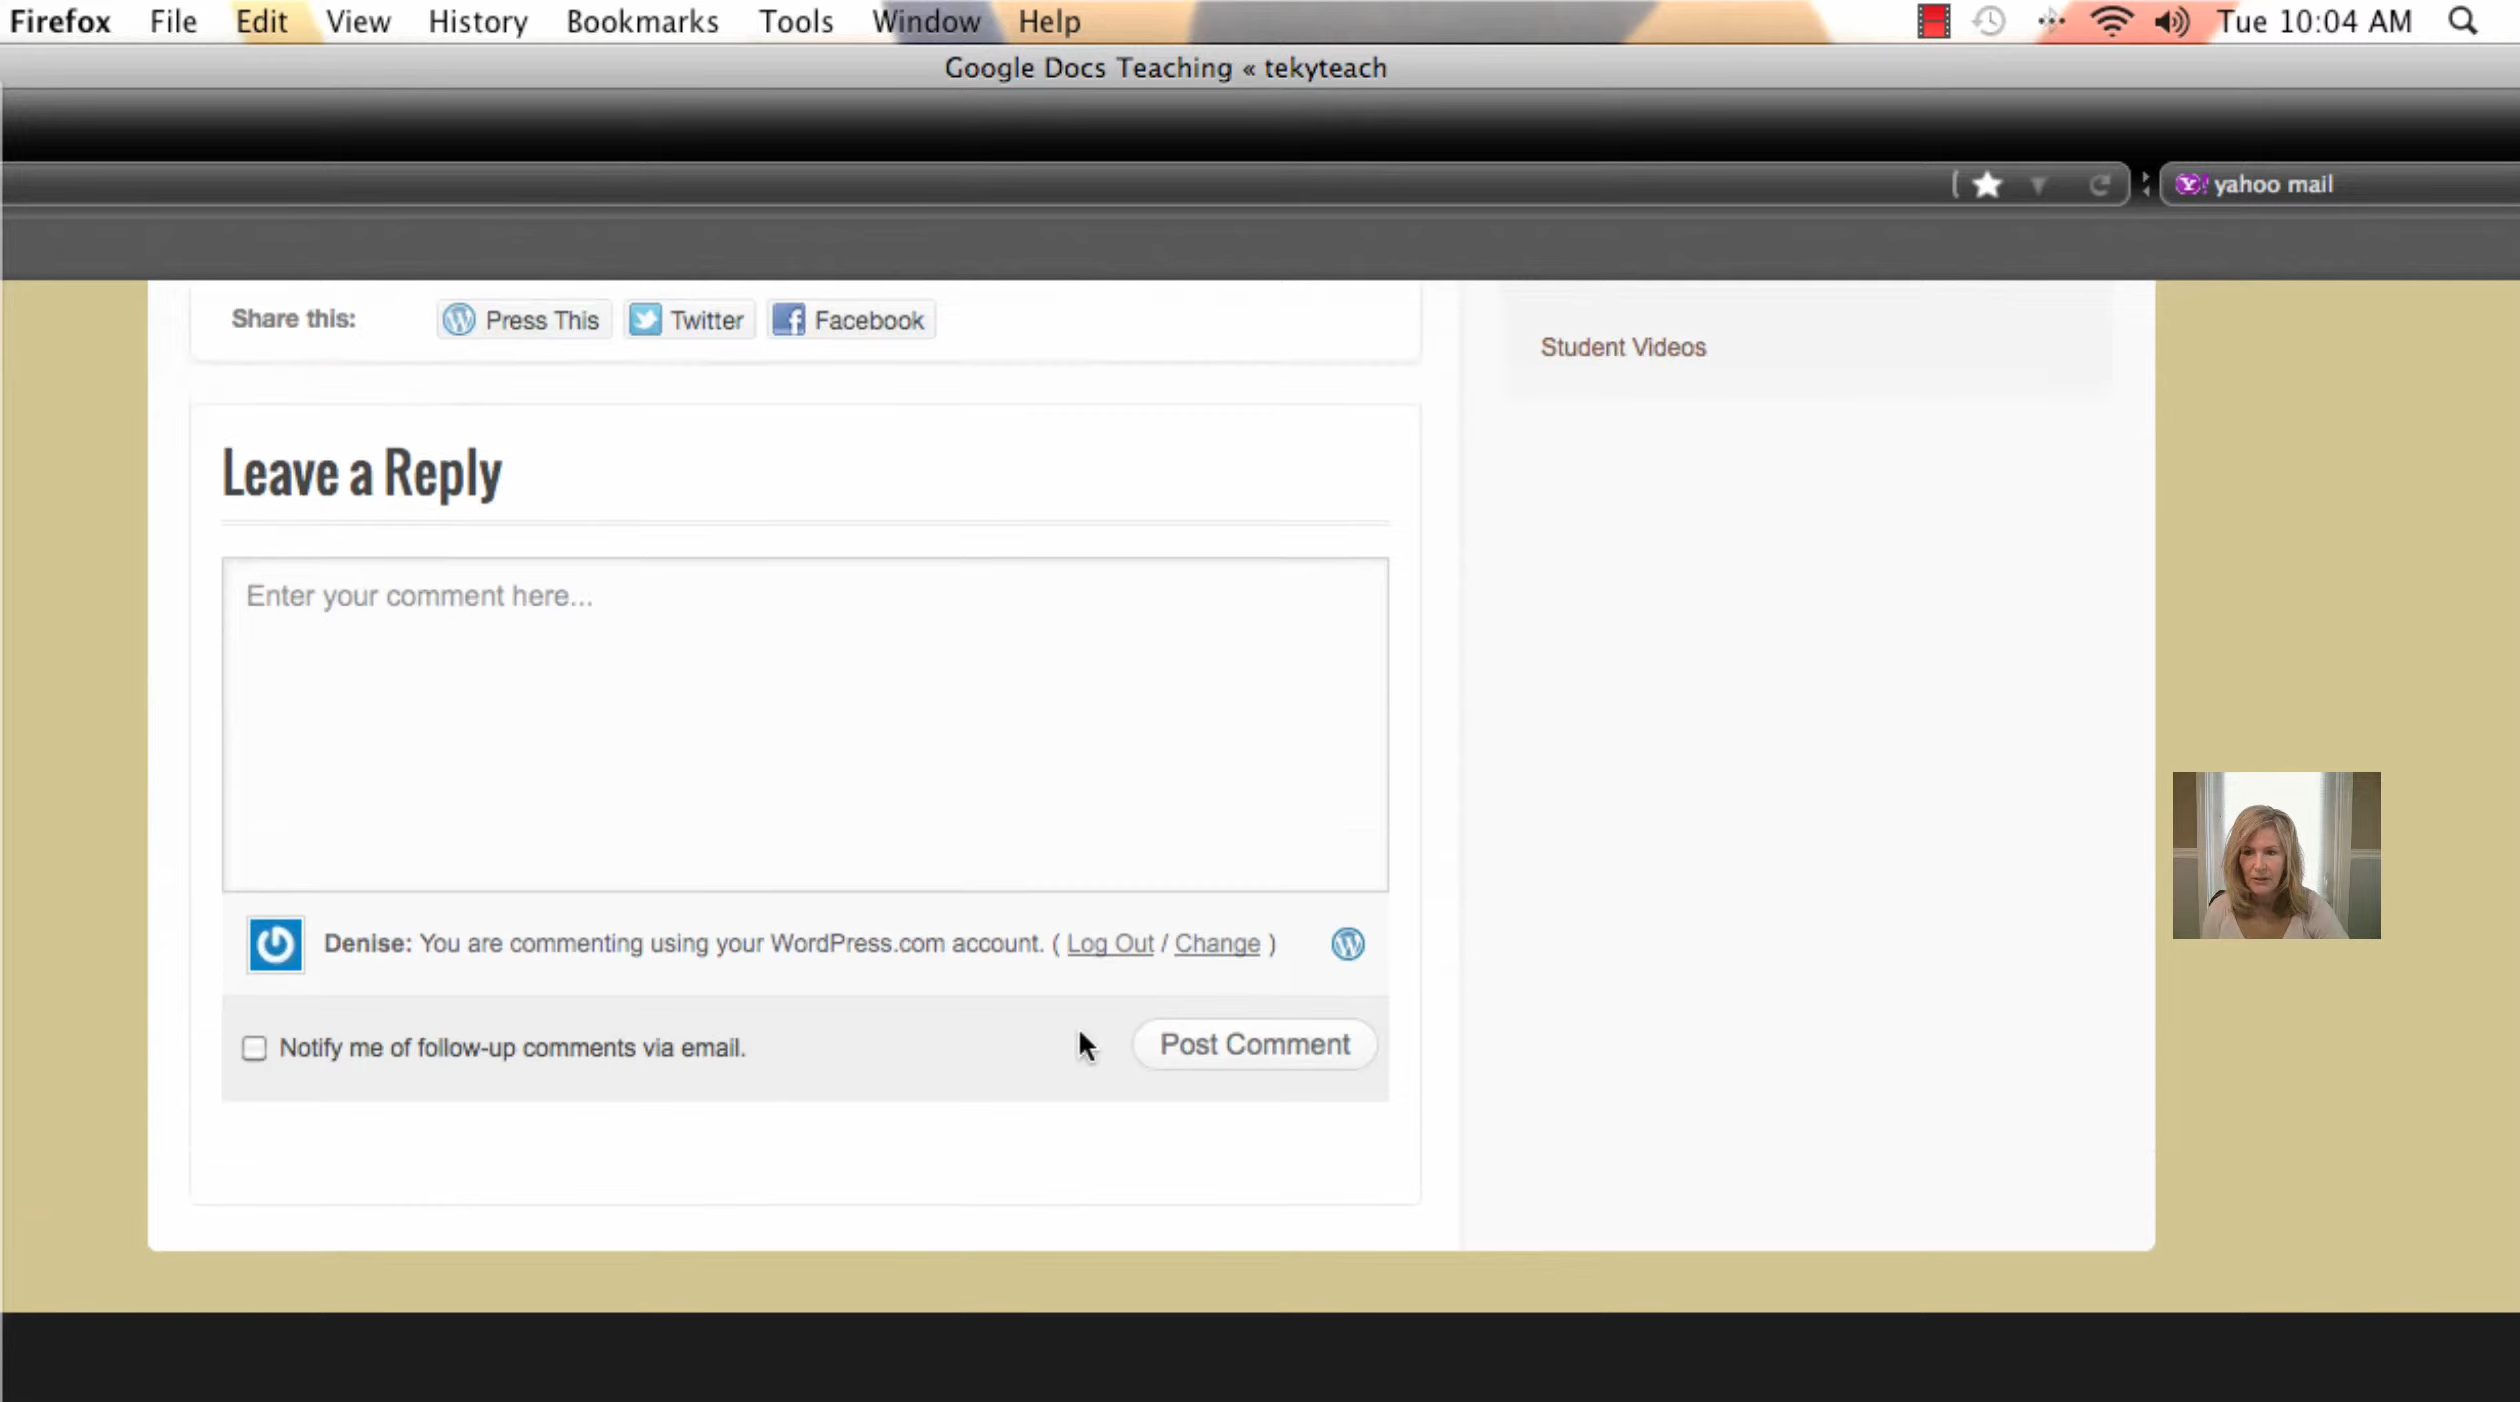 Firefox File Edit View History Bookmarks Tools Window Help Tue 10:04 AM
Google Docs Teaching « tekyteach
yahoo mail
Share this: Press This Twitter Facebook
Student Videos
Leave a Reply
Enter your comment here...
Denise: You are commenting using your WordPress.com account. ( Log Out / Change )
Notify me of follow-up comments via email. Post Comment